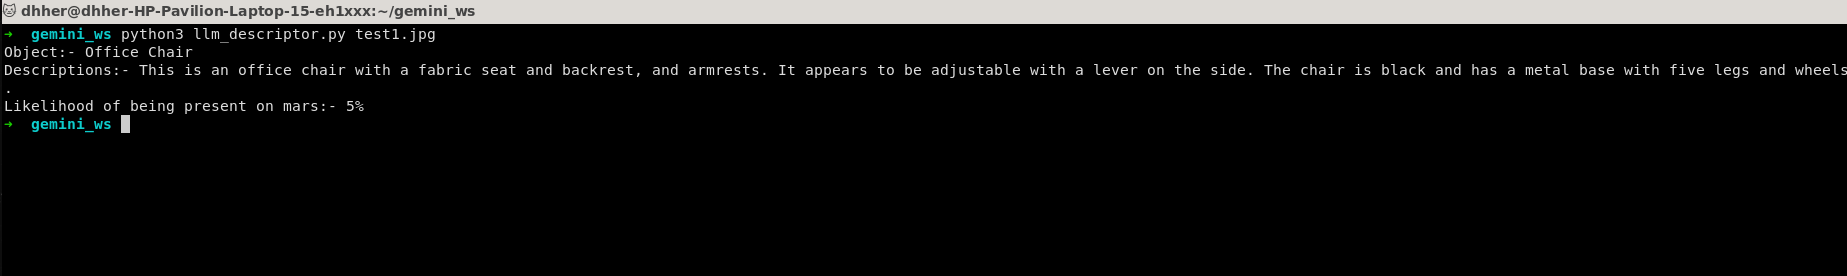 dhher@dhher-HP-Pavilion-Laptop-15-eh1xxx:~/gemini_ws
➜ gemini_ws python3 llm_descriptor.py test1.jpg
Object:- Office Chair
Descriptions:- This is an office chair with a fabric seat and backrest, and armrests. It appears to be adjustable with a lever on the side. The chair is black and has a metal base with five legs and wheels
.
Likelihood of being present on mars:- 5%
➜ gemini_ws